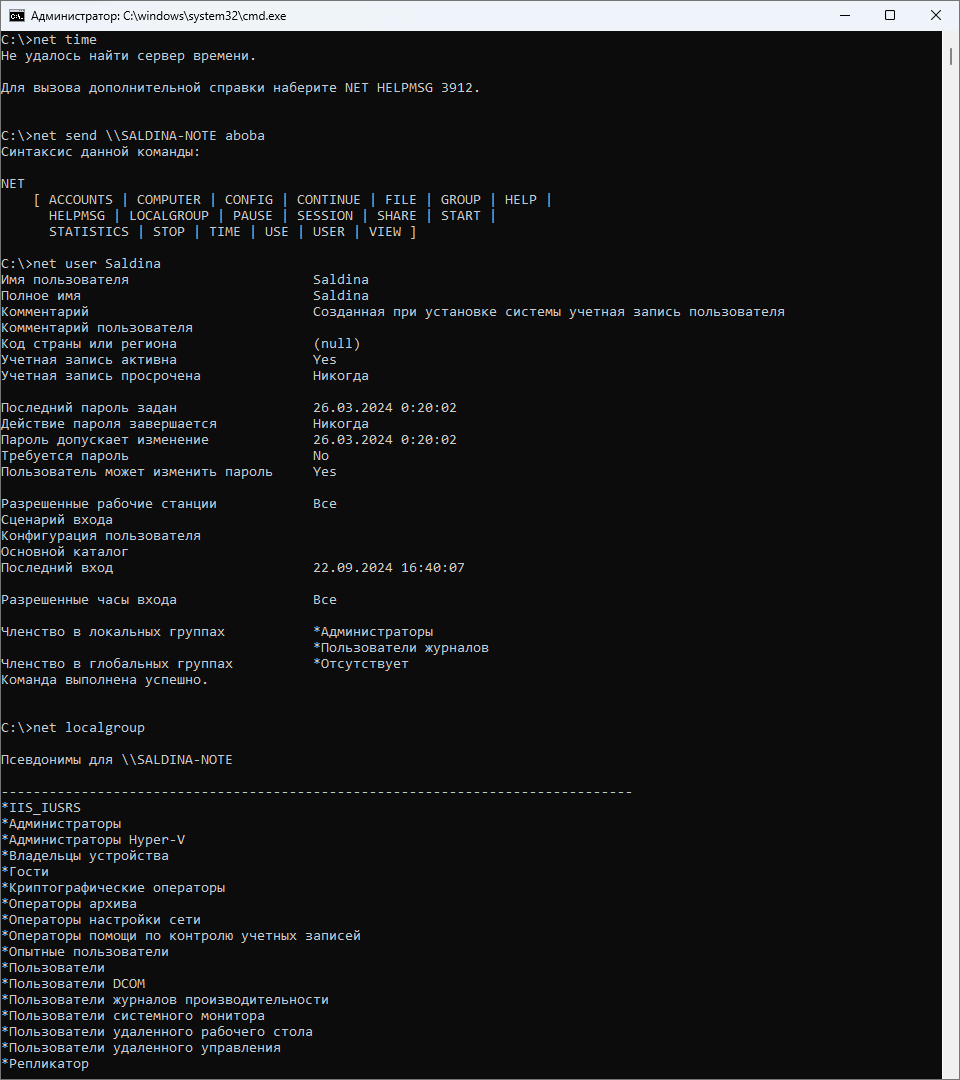 Администратор: C:\windows\system32\cmd.exe
C:\>net time
Не удалось найти сервер времени.
Для вызова дополнительной справки наберите NET HELPMSG 3912.
C:\>net send \\SALDINA-NOTE aboba
Синтаксис данной команды:
NET
[ ACCOUNTS | COMPUTER | CONFIG | CONTINUE | FILE | GROUP | HELP |
HELPMSG | LOCALGROUP | PAUSE | SESSION | SHARE | START |
STATISTICS | STOP | TIME | USE | USER | VIEW ]
C:\>net user Saldina
Имя пользователя Saldina
Полное имя Saldina
Комментарий Созданная при установке системы учетная запись пользователя
Комментарий пользователя
Код страны или региона (null)
Учетная запись активна Yes
Учетная запись просрочена Никогда
Последний пароль задан 26.03.2024 0:20:02
Действие пароля завершается Никогда
Пароль допускает изменение 26.03.2024 0:20:02
Требуется пароль No
Пользователь может изменить пароль Yes
Разрешенные рабочие станции Все
Сценарий входа
Конфигурация пользователя
Основной каталог
Последний вход 22.09.2024 16:40:07
Разрешенные часы входа Все
Членство в локальных группах *Администраторы
*Пользователи журналов
Членство в глобальных группах *Отсутствует
Команда выполнена успешно.
C:\>net localgroup
Псевдонимы для \\SALDINA-NOTE
-------------------------------------------------------------------------------
*IIS_IUSRS
*Администраторы
*Администраторы Hyper-V
*Владельцы устройства
*Гости
*Криптографические операторы
*Операторы архива
*Операторы настройки сети
*Операторы помощи по контролю учетных записей
*Опытные пользователи
*Пользователи
*Пользователи DCOM
*Пользователи журналов производительности
*Пользователи системного монитора
*Пользователи удаленного рабочего стола
*Пользователи удаленного управления
*Репликатор